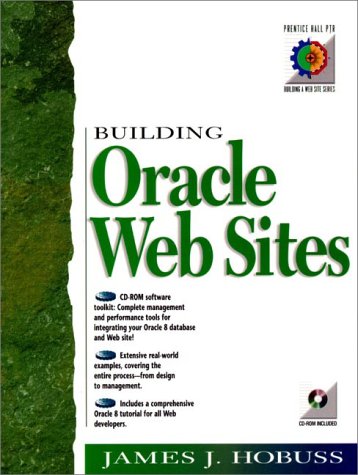 PRENTICE HALL PTR
BUILDING A WEB SITE SERIES
BUILDING
Oracle
Web Sites
CD-ROM software
toolkit: Complete management
and performance tools for
integrating your Oracle 8 database
and Web site!
Extensive real-world
examples, covering the
entire process—from design
to management.
Includes a comprehensive
Oracle 8 tutorial for all Web
developers.
CD-ROM INCLUDED
JAMES J. HOBUSS